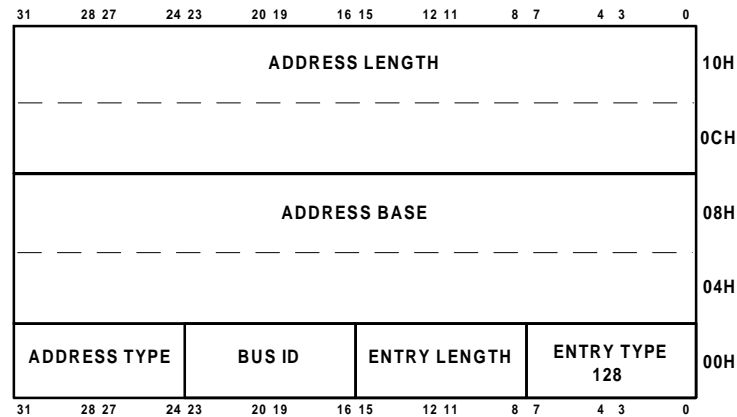 31 28 27 24 23 20 19 16 15 12 11 8 7 4 3 0
ADDRESS LENGTH 10H
0CH
ADDRESS BASE 08H
04H
ADDRESS TYPE BUS ID ENTRY LENGTH ENTRY TYPE 00H
128
31 28 27 24 23 20 19 16 15 12 11 8 7 4 3 0